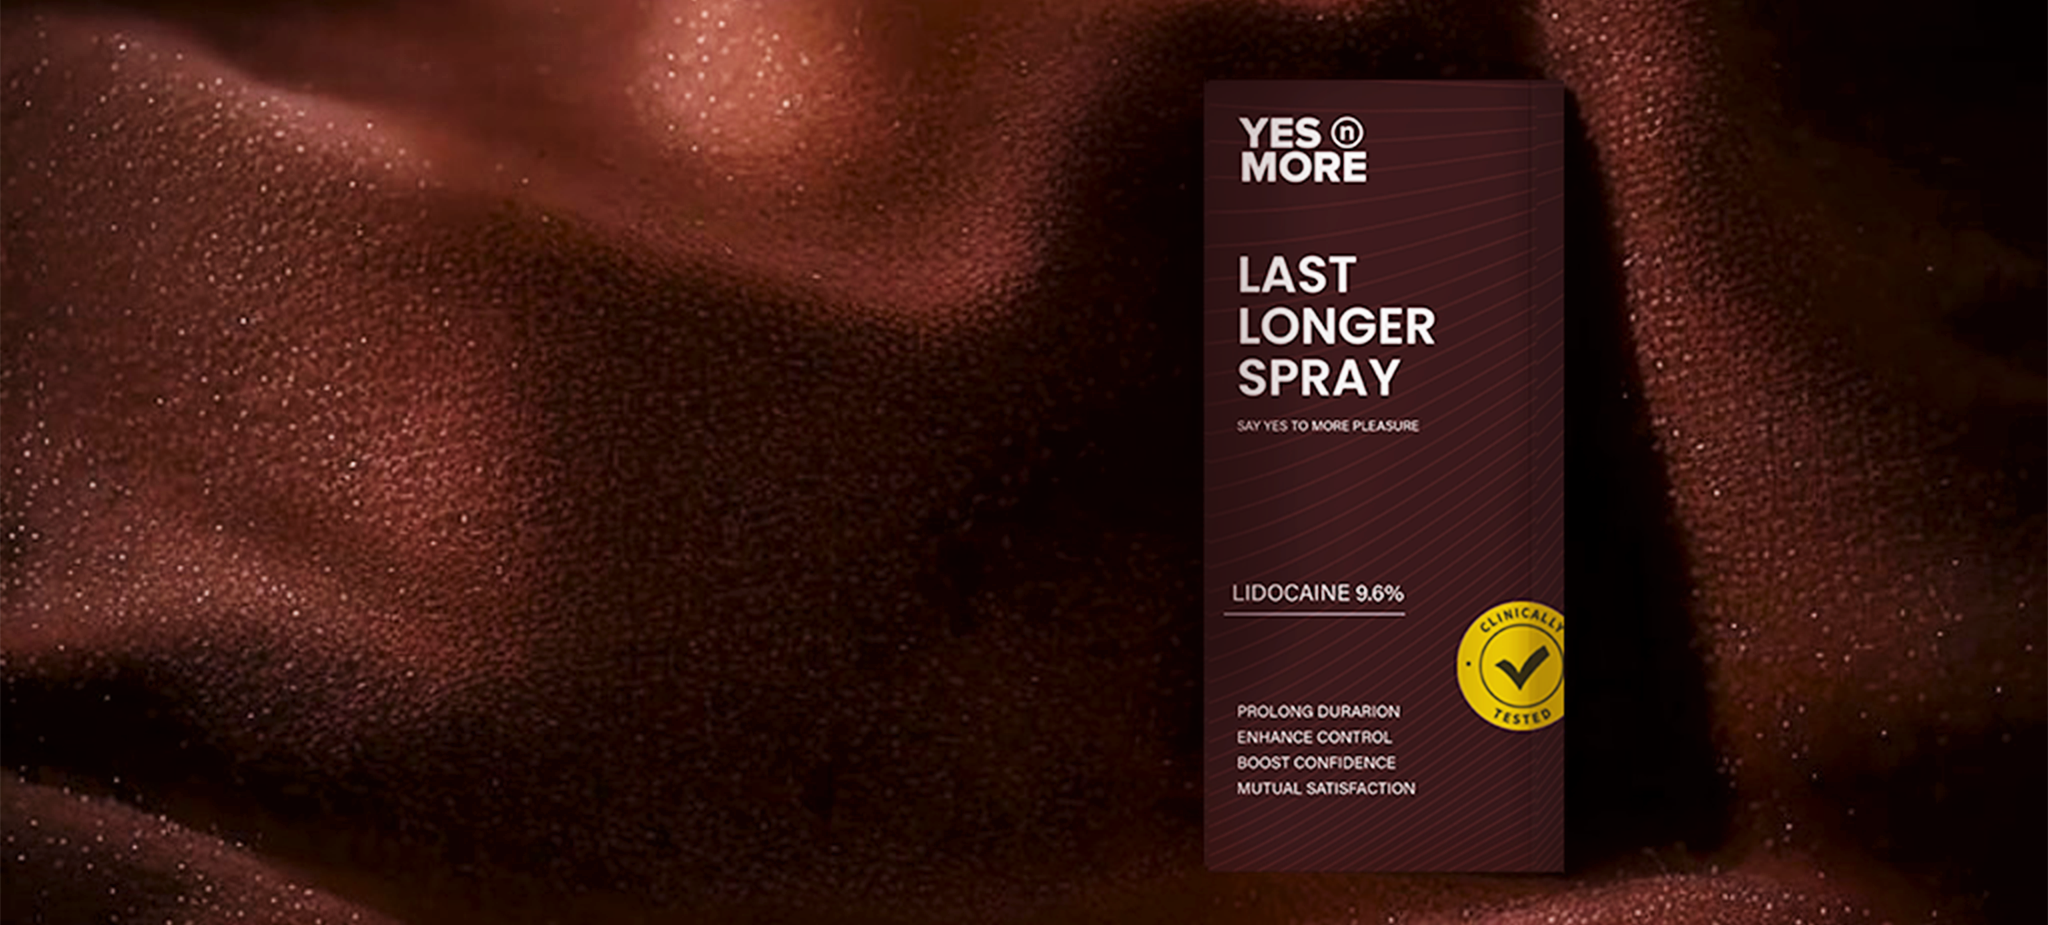 YES n
MORE
LAST
LONGER
SPRAY
SAY YES TO MORE PLEASURE
LIDOCAINE 9.6%
CLINICALLY
TESTED
PROLONG DURARION
ENHANCE CONTROL
BOOST CONFIDENCE
MUTUAL SATISFACTION